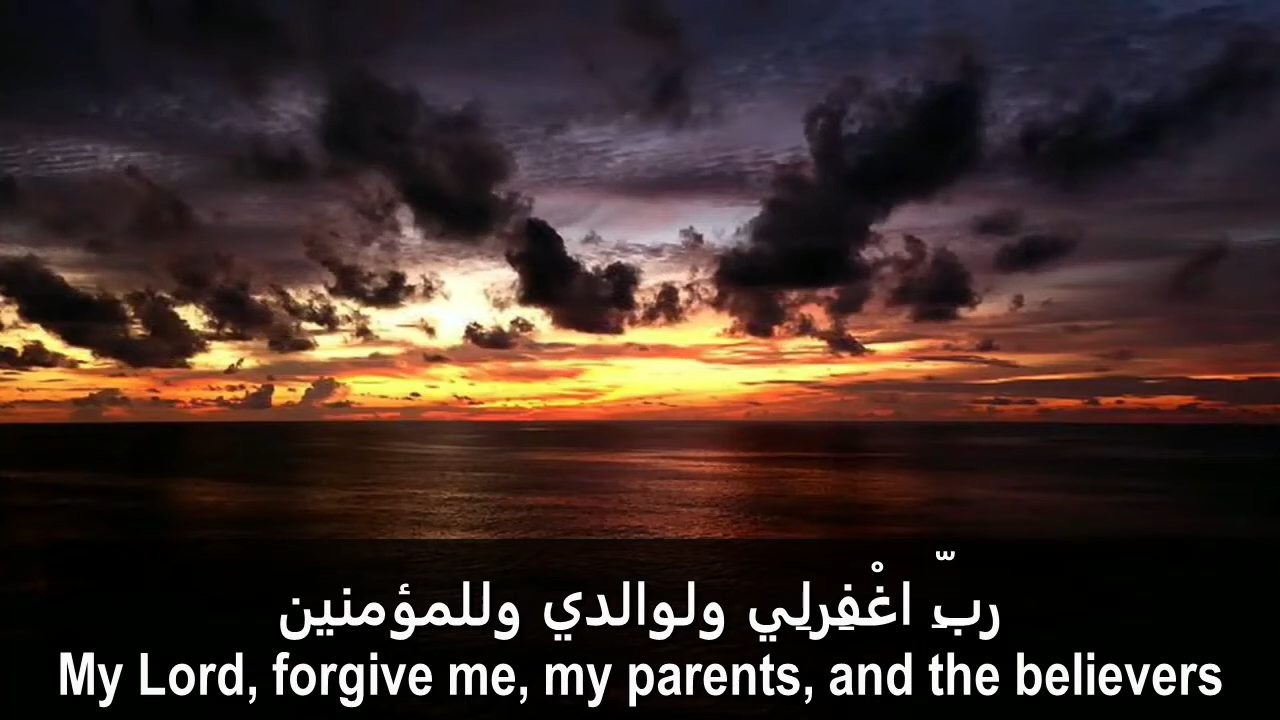 ربِّ اغْفِرلِي ولوالدي وللمؤمنين
My Lord, forgive me, my parents, and the believers